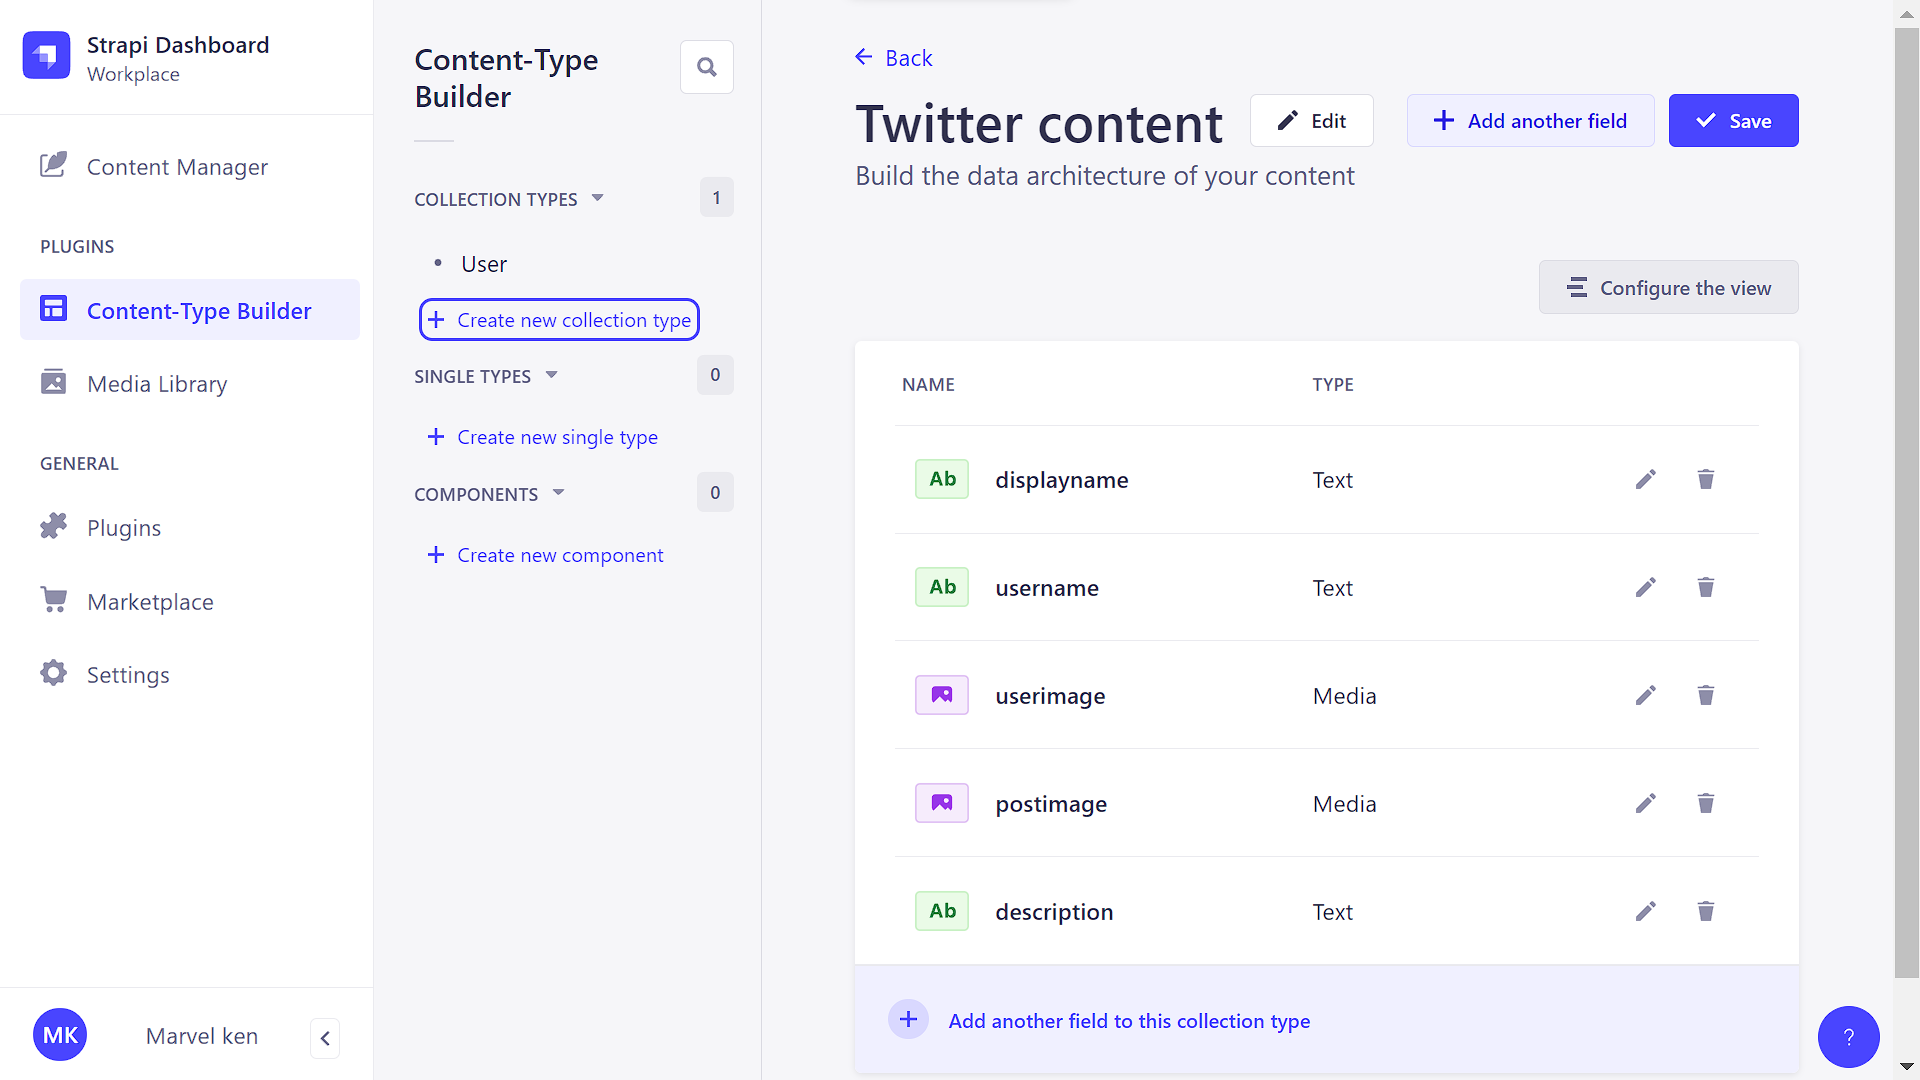 Strapi Dashboard
Workplace
Content Manager
PLUGINS
Content-Type Builder
Media Library
GENERAL
Plugins
Marketplace
Settings
MK
Marvel ken
Content-Type
Builder
COLLECTION TYPES
1
User
Create new collection type
SINGLE TYPES
0
Create new single type
COMPONENTS
0
Create new component
Back
Twitter content
Edit
Add another field
Save
Build the data architecture of your content
Configure the view
NAME TYPE
Ab displayname Text
Ab username Text
userimage Media
postimage Media
Ab description Text
Add another field to this collection type
?